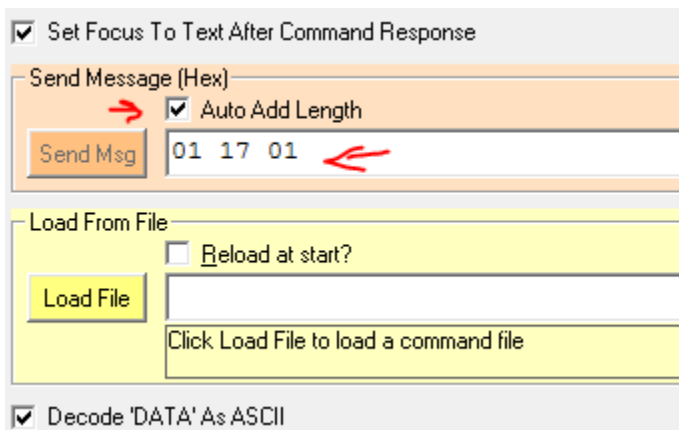 Set Focus To Text After Command Response
Send Message (Hex)
Auto Add Length
Send Msg
01 17 01
Load From File
Reload at start?
Load File
Click Load File to load a command file
Decode 'DATA' As ASCII